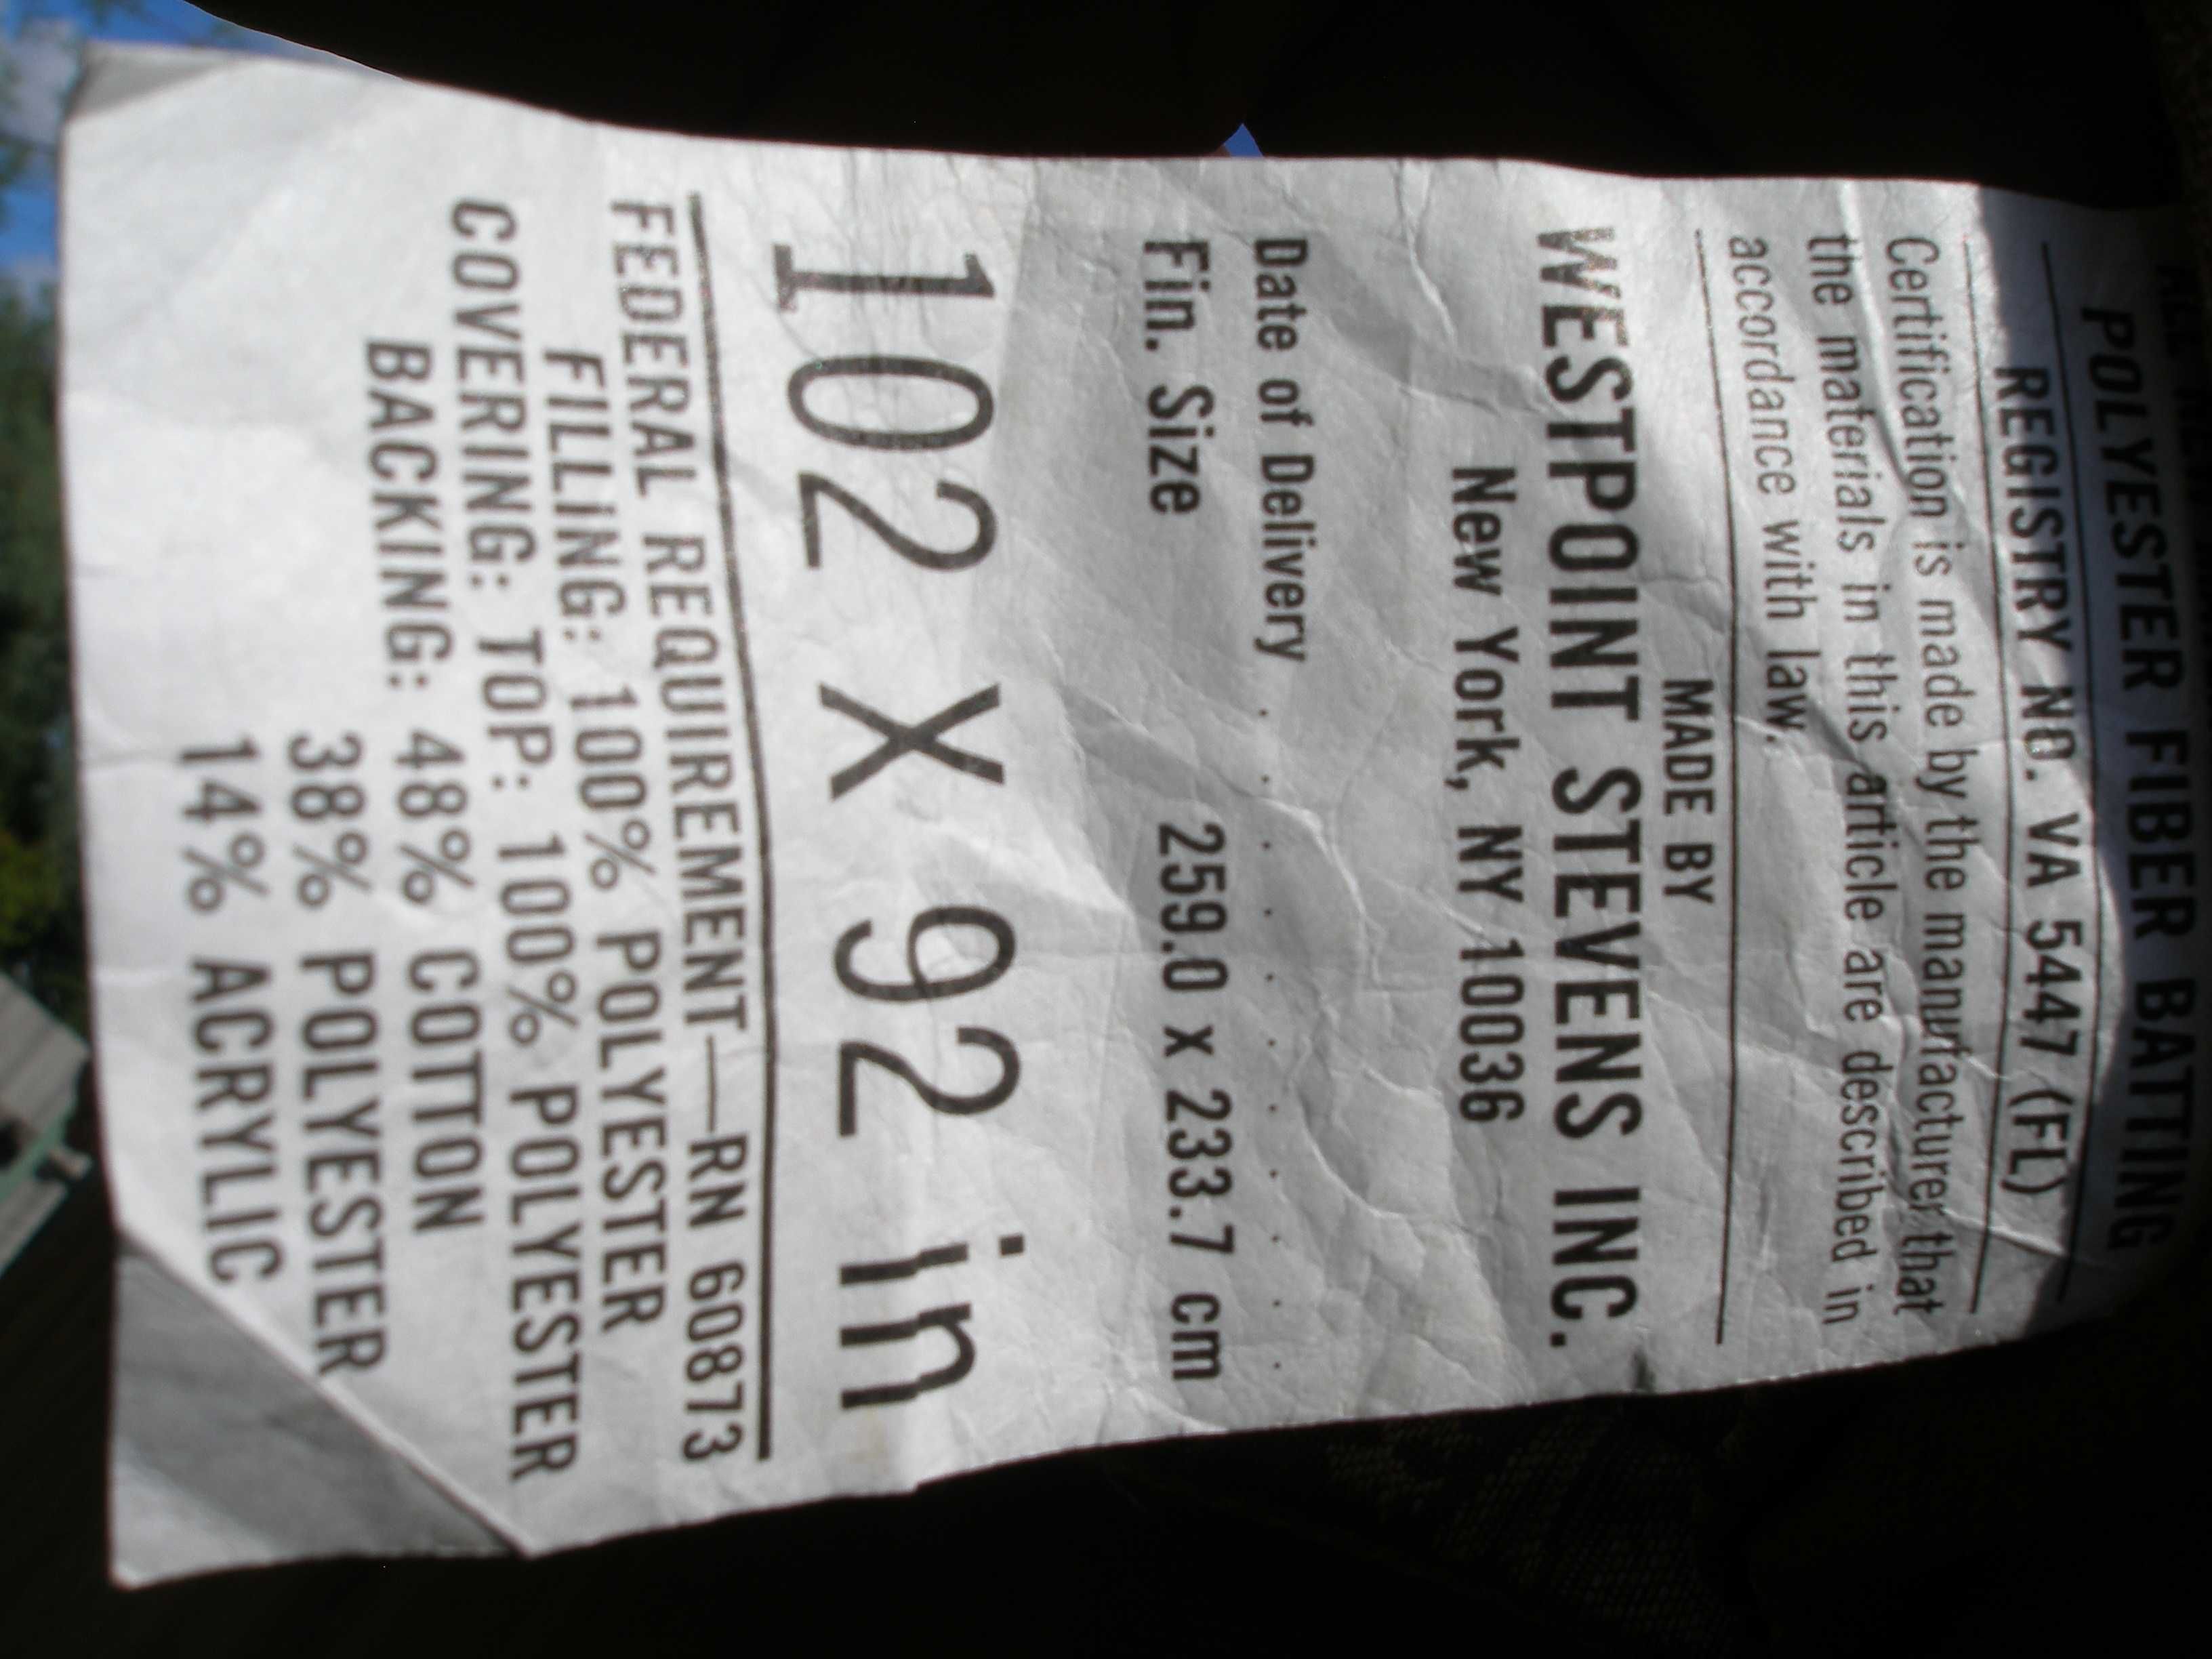 POLYESTER FIBER BATTING
REGISTRY NO. VA 5447 (FL)
Certification is made by the manufacturer that
the materials in this article are described in
accordance with law.
MADE BY
WESTPOINT STEVENS INC.
New York, NY 10036
Date of Delivery . . . . . . . . . . .
Fin. Size 259.0 x 233.7 cm
102 X 92 in
FEDERAL REQUIREMENT—RN 60873
FILLING: 100% POLYESTER
COVERING: TOP: 100% POLYESTER
BACKING: 48% COTTON
38% POLYESTER
14% ACRYLIC